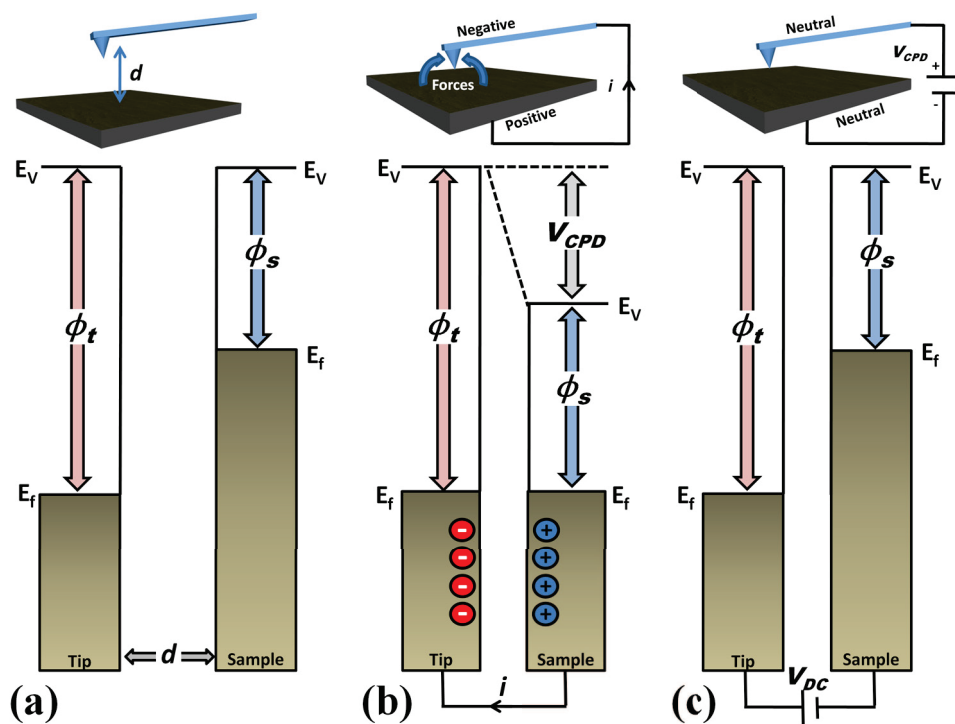 d
Negative
Forces
Positive
i
Neutral
V_CPD
+
-
Neutral
E_V
ϕ_t
E_f
Tip
E_V
ϕ_s
E_f
Sample
d
(a)
E_V
ϕ_t
E_f
-
-
-
-
Tip
V_CPD
E_V
ϕ_s
E_f
+
+
+
+
Sample
i
(b)
E_V
ϕ_t
E_f
Tip
E_V
ϕ_s
E_f
Sample
V_DC
(c)